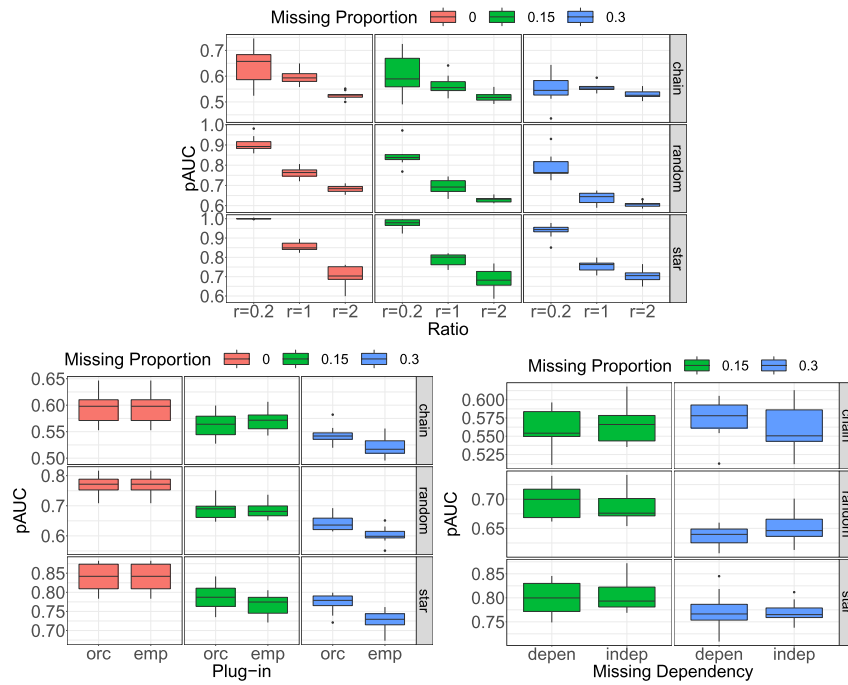 Missing Proportion 0 0.15 0.3
0.7
0.6
0.5
chain
1.0
0.9
0.8
0.7
0.6
random
1.0
0.9
0.8
0.7
0.6
star
pAUC
r=0.2 r=1 r=2 r=0.2 r=1 r=2 r=0.2 r=1 r=2
Ratio
Missing Proportion 0 0.15 0.3
0.65
0.60
0.55
0.50
chain
0.8
0.7
0.6
random
0.85
0.80
0.75
0.70
star
pAUC
orc emp orc emp orc emp
Plug-in
Missing Proportion 0.15 0.3
0.600
0.575
0.550
0.525
chain
0.70
0.65
random
0.85
0.80
0.75
star
pAUC
depen indep depen indep
Missing Dependency